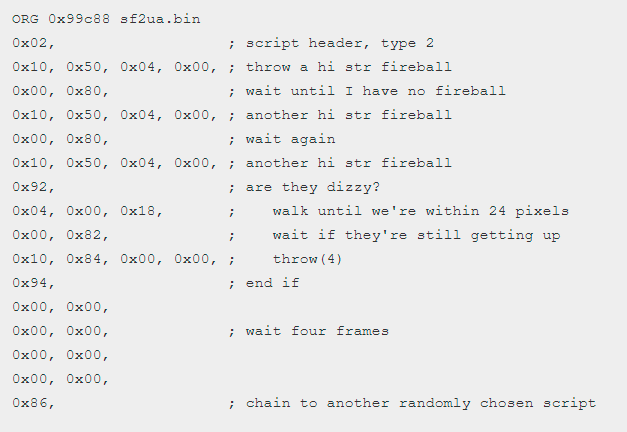 ORG 0x99c88 sf2ua.bin
0x02, ; script header, type 2
0x10, 0x50, 0x04, 0x00, ; throw a hi str fireball
0x00, 0x80, ; wait until I have no fireball
0x10, 0x50, 0x04, 0x00, ; another hi str fireball
0x00, 0x80, ; wait again
0x10, 0x50, 0x04, 0x00, ; another hi str fireball
0x92, ; are they dizzy?
0x04, 0x00, 0x18, ; walk until we're within 24 pixels
0x00, 0x82, ; wait if they're still getting up
0x10, 0x84, 0x00, 0x00, ; throw(4)
0x94, ; end if
0x00, 0x00,
0x00, 0x00, ; wait four frames
0x00, 0x00,
0x00, 0x00,
0x86, ; chain to another randomly chosen script